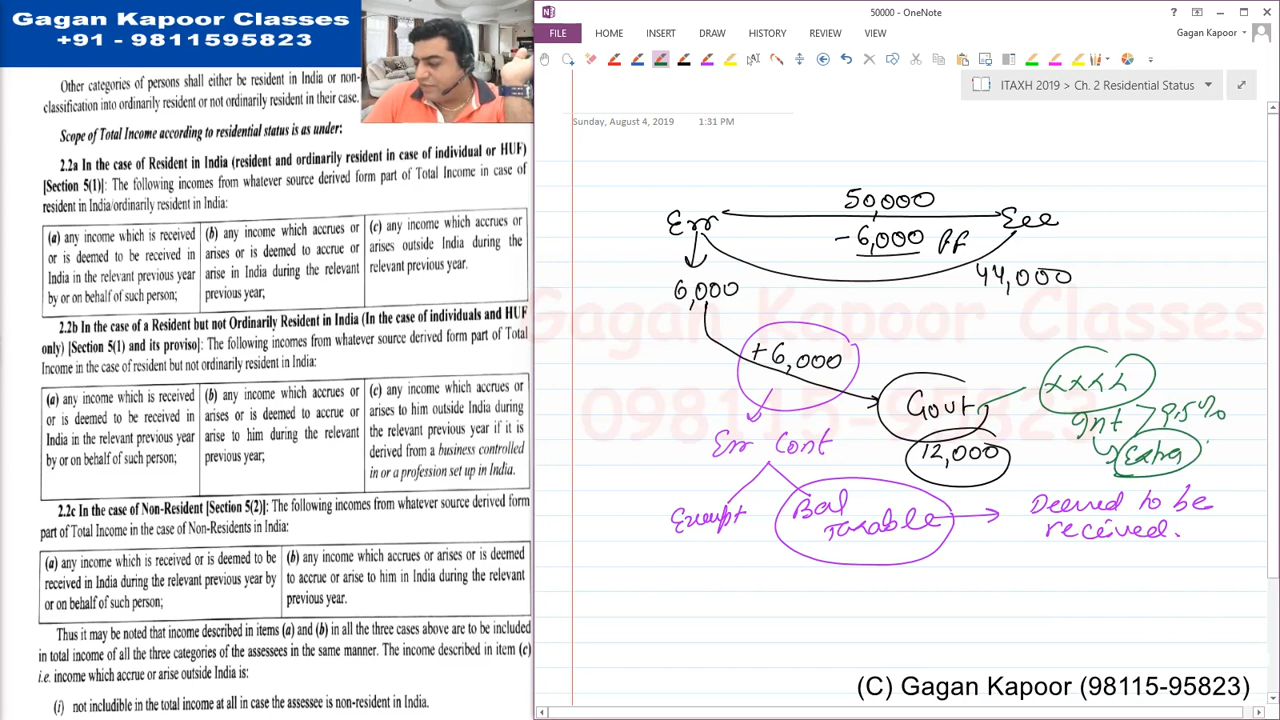 Gagan Kapoor Classes
+91 - 9811595823
Other categories of persons shall either be resident in India or non-
classification into ordinarily resident or not ordinarily resident in their case.
Scope of Total Income according to residential status is as under:
2.2a In the case of Resident in India (resident and ordinarily resident in case of individual or HUF)
[Section 5(1)]: The following incomes from whatever source derived form part of Total Income in case of
resident in India/ordinarily resident in India:
(a) any income which is received
or is deemed to be received in
India in the relevant previous year
by or on behalf of such person;
(b) any income which accrues or
arises or is deemed to accrue or
arise in India during the relevant
previous year;
(c) any income which accrues or
arises outside India during the
relevant previous year.
2.2b In the case of a Resident but not Ordinarily Resident in India (In the case of individuals and HUF
only) [Section 5(1) and its proviso]: The following incomes from whatever source derived form part of Total
Income in the case of resident but not ordinarily resident in India:
(a) any income which is received
or is deemed to be received in
India in the relevant previous year
by or on behalf of such person;
(b) any income which accrues or
arises or is deemed to accrue or
arise to him during the relevant
previous year;
(c) any income which accrues or
arises to him outside India during
the relevant previous year if it is
derived from a business controlled
in or a profession set up in India.
2.2c In the case of Non-Resident [Section 5(2)]: The following incomes from whatever source derived form
part of Total Income in the case of Non-Residents in India:
(a) any income which is received or is deemed to be
received in India during the relevant previous year by
or on behalf of such person;
(b) any income which accrues or arises or is deemed
to accrue or arise to him in India during the relevant
previous year.
Thus it may be noted that income described in items (a) and (b) in all the three cases above are to be included
in total income of all the three categories of the assessees in the same manner. The income described in item (c)
i.e. income which accrue or arise outside India is:
(i) not includible in the total income at all in case the assessee is non-resident in India.
50000 - OneNote
FILE HOME INSERT DRAW HISTORY REVIEW VIEW
Gagan Kapoor
ITAXH 2019 > Ch. 2 Residential Status
Sunday, August 4, 2019 1:31 PM
50,000
Err Eee
-6,000 PF
44,000
6,000
+6,000
Govt
12,000
xxxx
Int 9.5%
Extra
Err Cont
Exempt
Bal
Taxable
Deemed to be
received.
Gagan Kapoor Classes
098115-95823
(C) Gagan Kapoor (98115-95823)